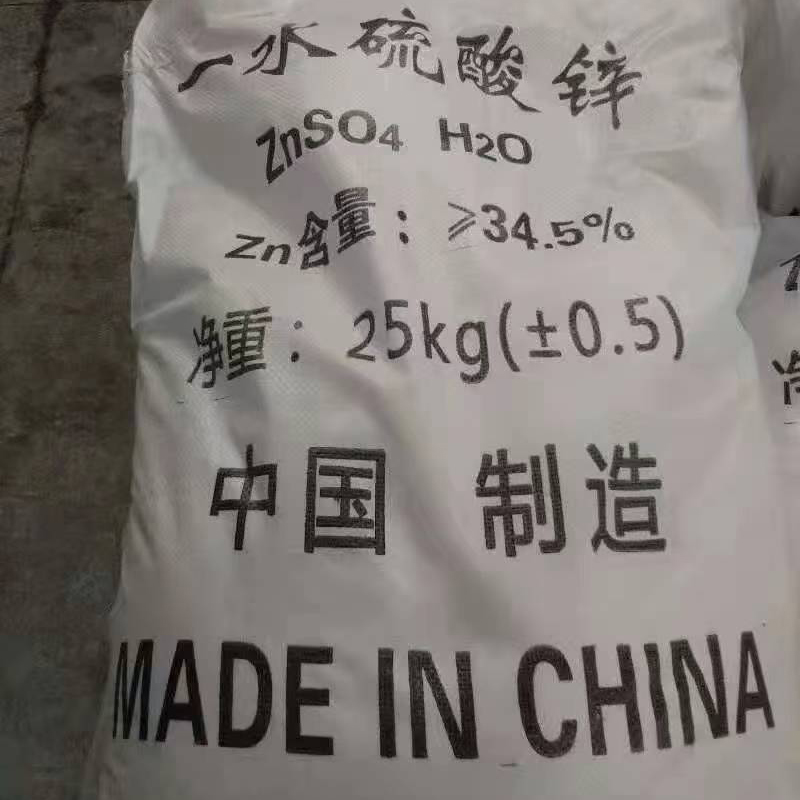 一水硫酸锌
ZnSO4 H2O
Zn含量：≥34.5%
净重：25kg(±0.5)
中国 制造
MADE IN CHINA